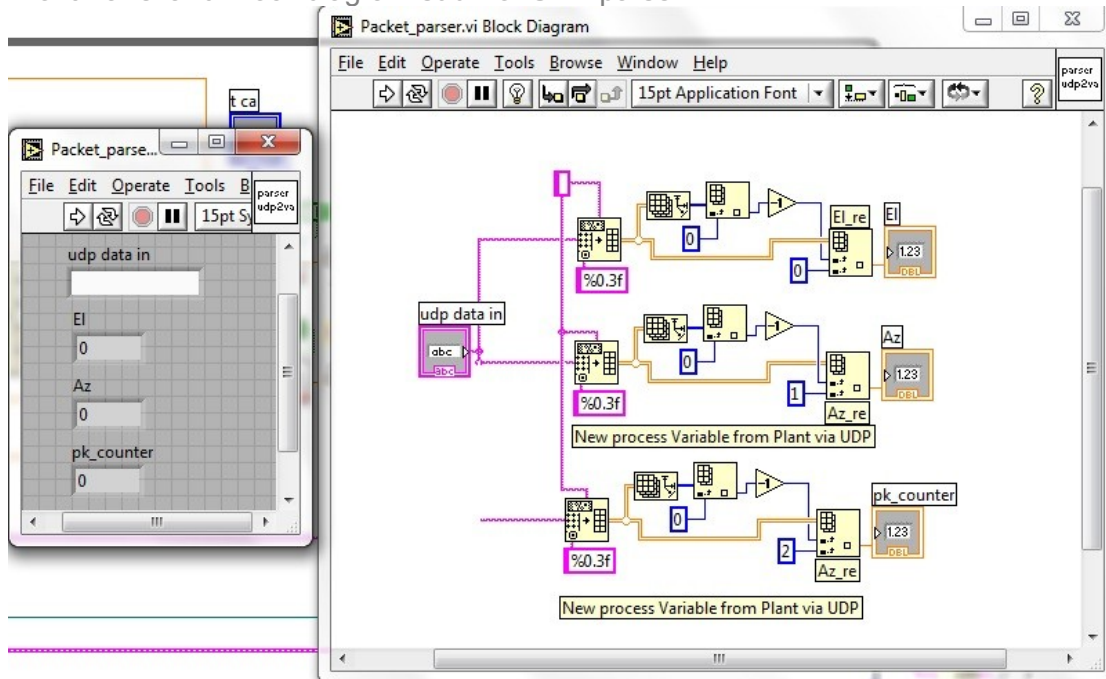 Packet_parser.vi Block Diagram
File Edit Operate Tools Browse Window Help
15pt Application Font
parser
udp2va
t ca
Packet_parse...
File Edit Operate Tools B
parser
udp2va
15pt Sy
udp data in
El
0
Az
0
pk_counter
0
0
%0.3f
El_re
0
El
1.23
DBL
udp data in
abc
abc
0
%0.3f
1
Az_re
Az
1.23
DBL
New process Variable from Plant via UDP
0
%0.3f
2
Az_re
pk_counter
1.23
DBL
New process Variable from Plant via UDP